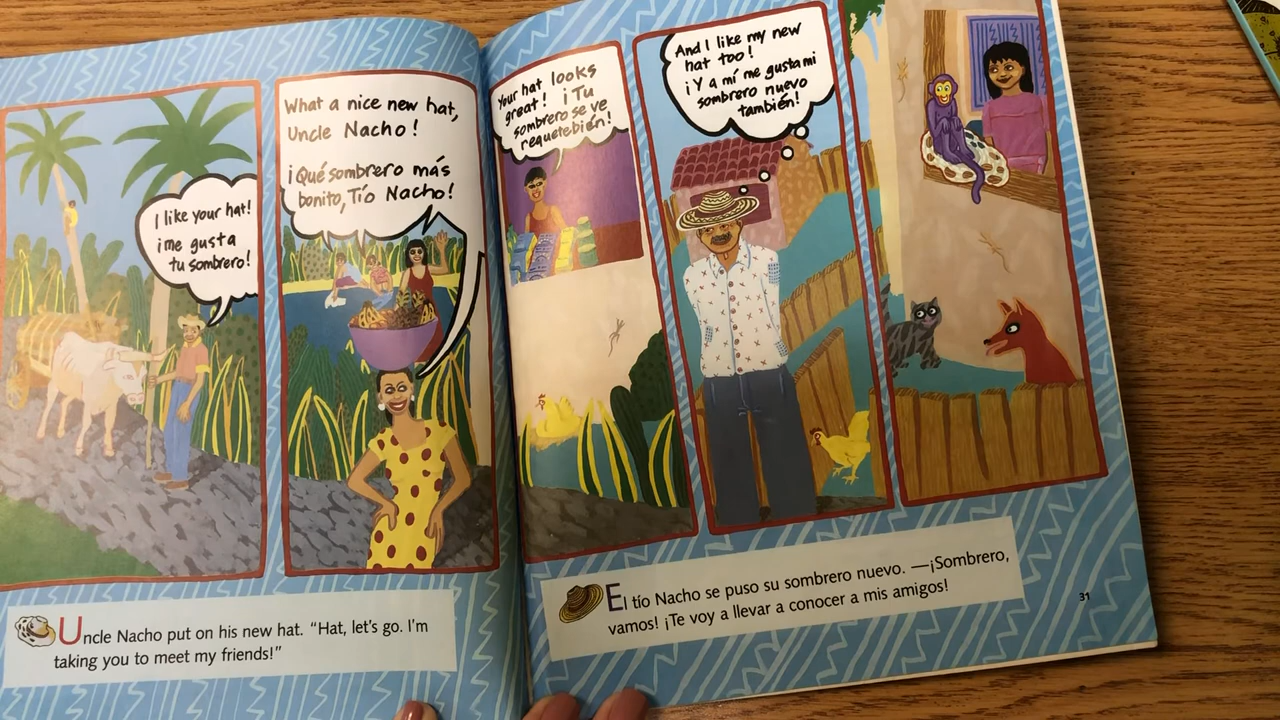 I like your hat!
¡me gusta
tu sombrero!
What a nice new hat,
Uncle Nacho!
¡Qué sombrero más
bonito, Tío Nacho!
Uncle Nacho put on his new hat. “Hat, let's go. I'm
taking you to meet my friends!”
Your hat looks
great! ¡Tu
sombrero se ve
requetebién!
And I like my new
hat too!
¡Y a mí me gusta mi
sombrero nuevo
también!
El tío Nacho se puso su sombrero nuevo. —¡Sombrero,
vamos! ¡Te voy a llevar a conocer a mis amigos!
31